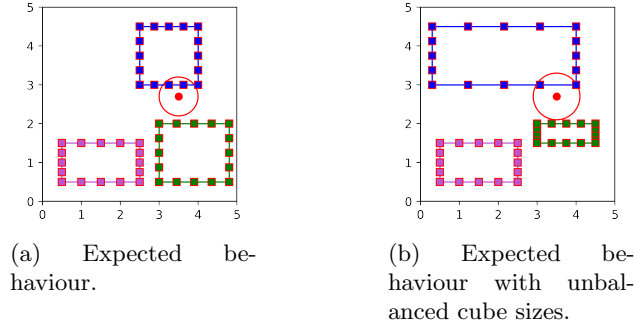 5
4
3
2
1
0
0 1 2 3 4 5
(a) Expected be-
haviour.
5
4
3
2
1
0
0 1 2 3 4 5
(b) Expected be-
haviour with unbal-
anced cube sizes.